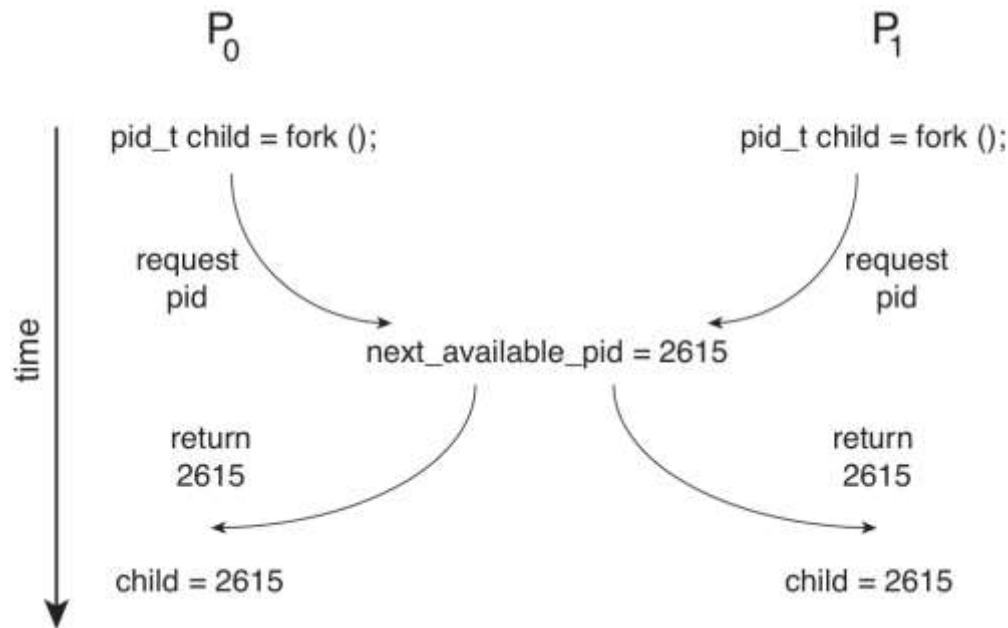 P0 P1
pid_t child = fork (); pid_t child = fork ();
request request
pid pid
next_available_pid = 2615
time
return return
2615 2615
child = 2615 child = 2615